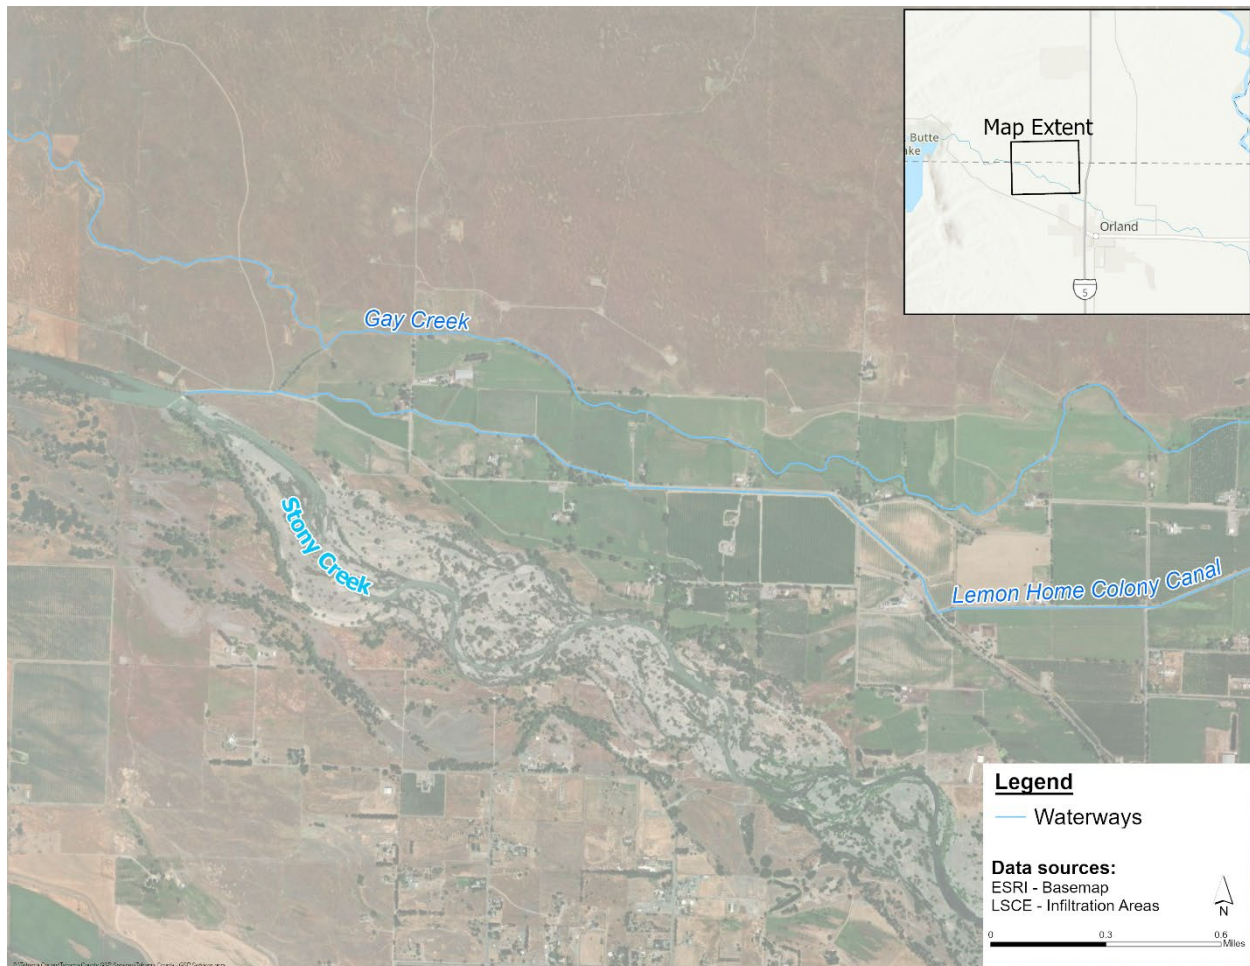 Map Extent
Butte
ake
Orland
5
Gay Creek
Stony Creek
Lemon Home Colony Canal
Legend
Waterways
Data sources:
ESRI - Basemap
LSCE - Infiltration Areas
N
0 0.3 0.6
Miles